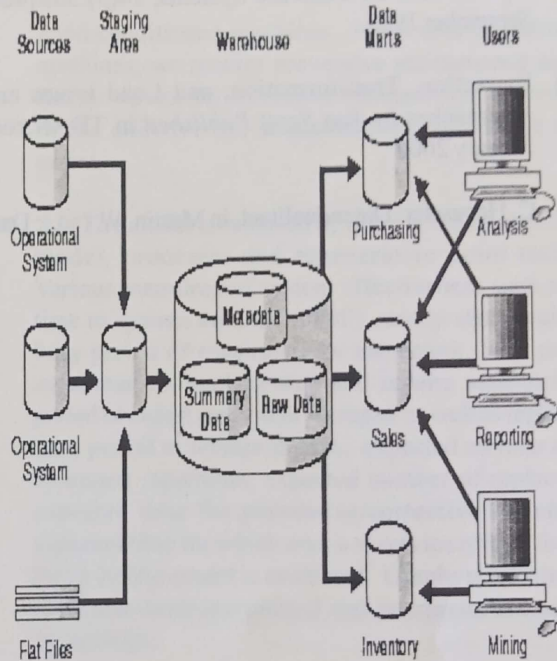 Data Sources
Staging Area
Warehouse
Data Marts
Users
Operational System
Purchasing
Analysis
Metadata
Summary Data
Raw Data
Operational System
Sales
Reporting
Flat Files
Inventory
Mining